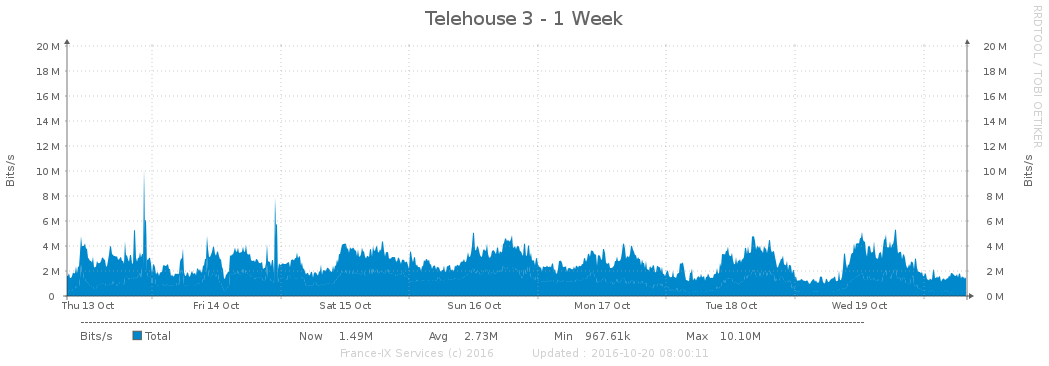 Telehouse 3 - 1 Week
RRDTOOL / TOBI OETIKER
Bits/s
20 M 20 M
18 M 18 M
16 M 16 M
14 M 14 M
12 M 12 M
10 M 10 M
8 M 8 M
6 M 6 M
4 M 4 M
2 M 2 M
0 0 M
Bits/s
Thu 13 Oct Fri 14 Oct Sat 15 Oct Sun 16 Oct Mon 17 Oct Tue 18 Oct Wed 19 Oct
Bits/s Total Now 1.49M Avg 2.73M Min 967.61k Max 10.10M
France-IX Services (c) 2016 Updated : 2016-10-20 08:00:11